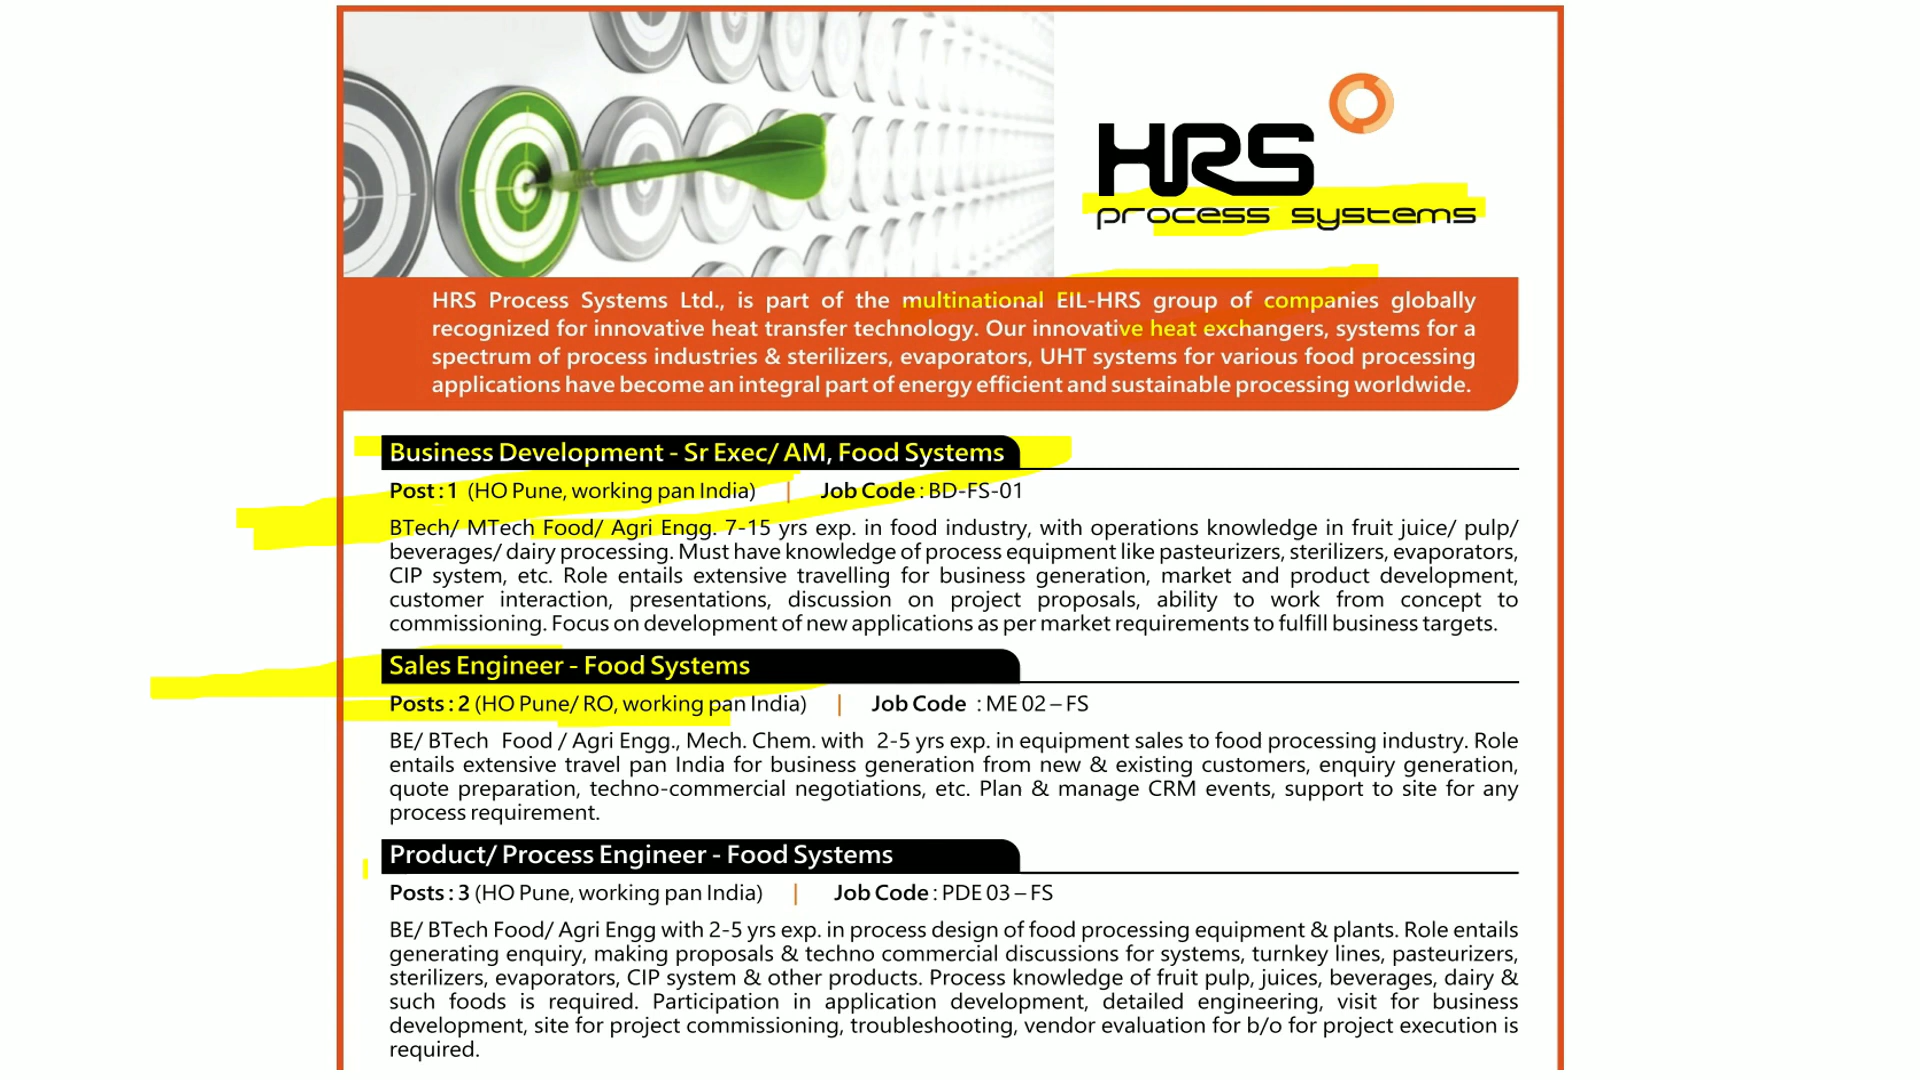 HRS
process systems
HRS Process Systems Ltd., is part of the multinational EIL-HRS group of companies globally
recognized for innovative heat transfer technology. Our innovative heat exchangers, systems for a
spectrum of process industries & sterilizers, evaporators, UHT systems for various food processing
applications have become an integral part of energy efficient and sustainable processing worldwide.
Business Development - Sr Exec/ AM, Food Systems
Post : 1 (HO Pune, working pan India) | Job Code : BD-FS-01
BTech/ MTech Food/ Agri Engg. 7-15 yrs exp. in food industry, with operations knowledge in fruit juice/ pulp/
beverages/ dairy processing. Must have knowledge of process equipment like pasteurizers, sterilizers, evaporators,
CIP system, etc. Role entails extensive travelling for business generation, market and product development,
customer interaction, presentations, discussion on project proposals, ability to work from concept to
commissioning. Focus on development of new applications as per market requirements to fulfill business targets.
Sales Engineer - Food Systems
Posts : 2 (HO Pune/ RO, working pan India) | Job Code : ME 02 – FS
BE/ BTech Food / Agri Engg., Mech. Chem. with 2-5 yrs exp. in equipment sales to food processing industry. Role
entails extensive travel pan India for business generation from new & existing customers, enquiry generation,
quote preparation, techno-commercial negotiations, etc. Plan & manage CRM events, support to site for any
process requirement.
Product/ Process Engineer - Food Systems
Posts : 3 (HO Pune, working pan India) | Job Code : PDE 03 – FS
BE/ BTech Food/ Agri Engg with 2-5 yrs exp. in process design of food processing equipment & plants. Role entails
generating enquiry, making proposals & techno commercial discussions for systems, turnkey lines, pasteurizers,
sterilizers, evaporators, CIP system & other products. Process knowledge of fruit pulp, juices, beverages, dairy &
such foods is required. Participation in application development, detailed engineering, visit for business
development, site for project commissioning, troubleshooting, vendor evaluation for b/o for project execution is
required.